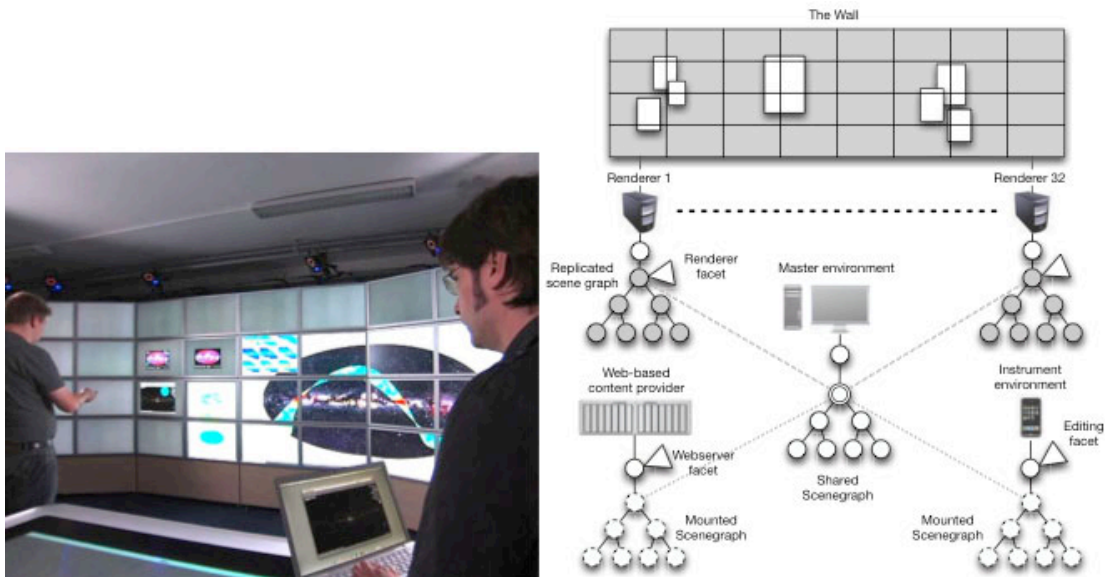 The Wall
Renderer 1
Renderer 32
Replicated
scene graph
Renderer
facet
Master environment
Web-based
content provider
Instrument
environment
Webserver
facet
Editing
facet
Shared
Scenegraph
Mounted
Scenegraph
Mounted
Scenegraph